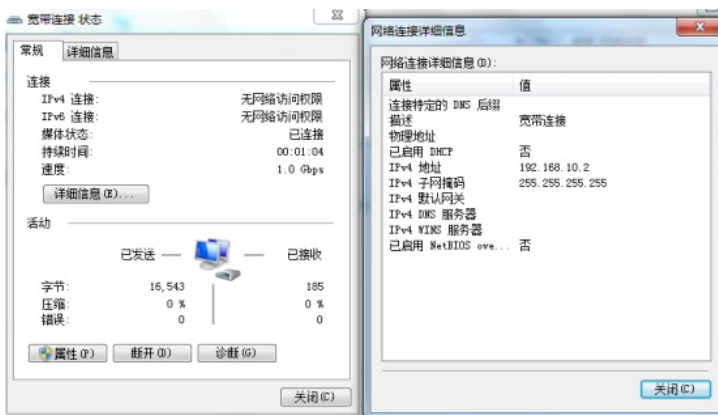 宽带连接 状态
常规 详细信息
连接
IPv4 连接: 无网络访问权限
IPv6 连接: 无网络访问权限
媒体状态: 已连接
持续时间: 00:01:04
速度: 1.0 Gbps
详细信息(E)...
活动
已发送 — — 已接收
字节: 16,543 185
压缩: 0 % 0 %
错误: 0 0
属性(P) 断开(D) 诊断(G)
关闭(C)
网络连接详细信息
网络连接详细信息(D):
属性 值
连接特定的 DNS 后缀
描述 宽带连接
物理地址
已启用 DHCP 否
IPv4 地址 192.168.10.2
IPv4 子网掩码 255.255.255.255
IPv4 默认网关
IPv4 DNS 服务器
IPv4 WINS 服务器
已启用 NetBIOS ove... 否
关闭(C)